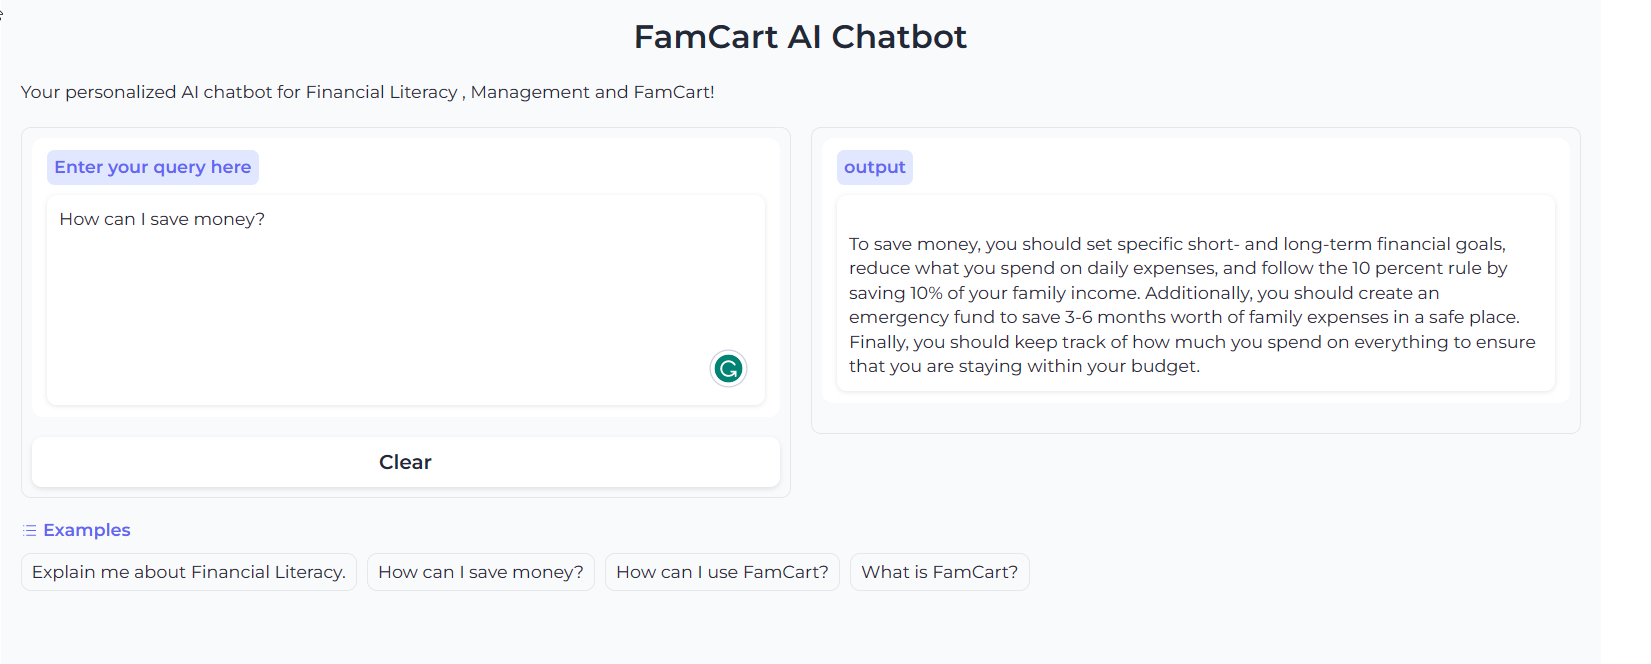 FamCart AI Chatbot
Your personalized AI chatbot for Financial Literacy , Management and FamCart!
Enter your query here
How can I save money?
Clear
output
To save money, you should set specific short- and long-term financial goals,
reduce what you spend on daily expenses, and follow the 10 percent rule by
saving 10% of your family income. Additionally, you should create an
emergency fund to save 3-6 months worth of family expenses in a safe place.
Finally, you should keep track of how much you spend on everything to ensure
that you are staying within your budget.
Examples
Explain me about Financial Literacy.
How can I save money?
How can I use FamCart?
What is FamCart?